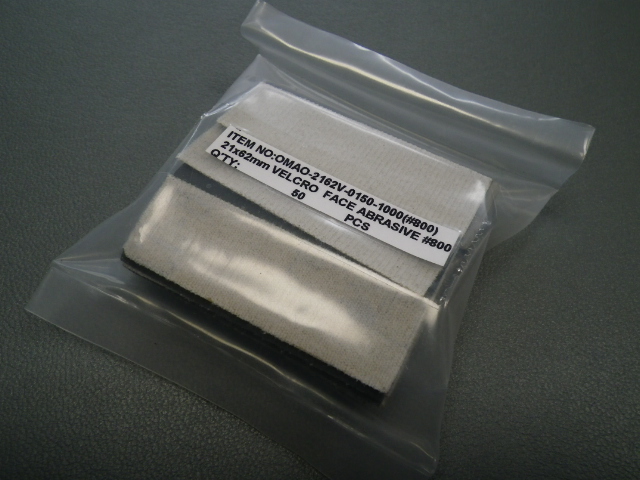 ITEM NO:OMAO-2162V-0150-1000(#800)
21x62mm VELCRO FACE ABRASIVE #800
Q'TY: 50 PCS